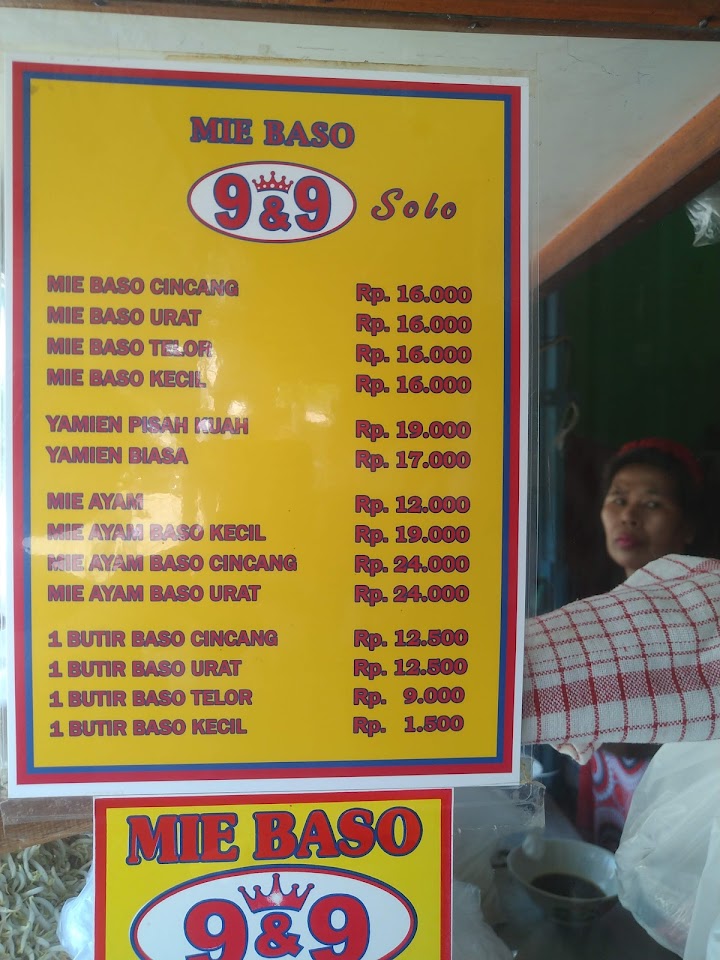 MIE BASO
9&9 Solo
MIE BASO CINCANG Rp. 16.000
MIE BASO URAT Rp. 16.000
MIE BASO TELOR Rp. 16.000
MIE BASO KECIL Rp. 16.000
YAMIEN PISAH KUAH Rp. 19.000
YAMIEN BIASA Rp. 17.000
MIE AYAM Rp. 12.000
MIE AYAM BASO KECIL Rp. 19.000
MIE AYAM BASO CINCANG Rp. 24.000
MIE AYAM BASO URAT Rp. 24.000
1 BUTIR BASO CINCANG Rp. 12.500
1 BUTIR BASO URAT Rp. 12.500
1 BUTIR BASO TELOR Rp. 9.000
1 BUTIR BASO KECIL Rp. 1.500
MIE BASO
9&9